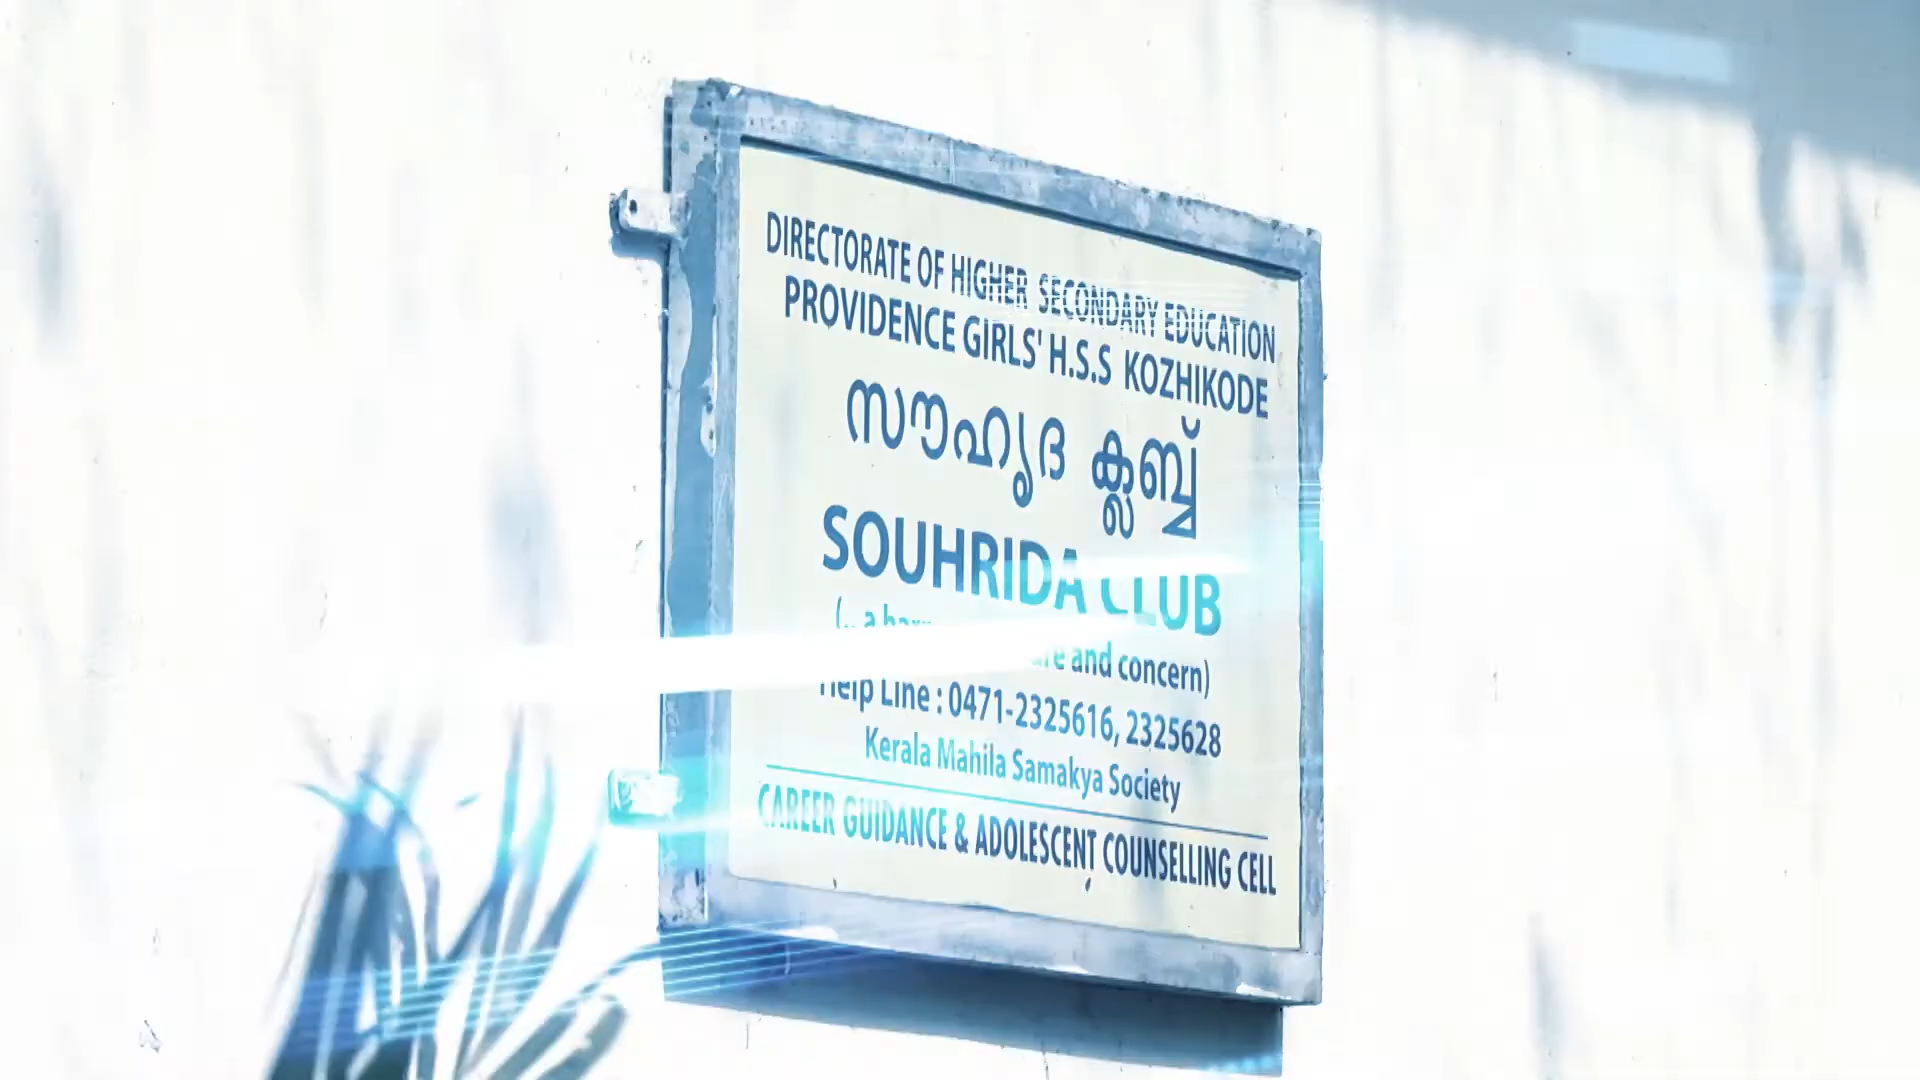 DIRECTORATE OF HIGHER SECONDARY EDUCATION
PROVIDENCE GIRLS' H.S.S KOZHIKODE
സൗഹൃദ ക്ലബ്ബ്
SOUHRIDA CLUB
(.. a and concern)
Help Line : 0471-2325616, 2325628
Kerala Mahila Samakya Society
CAREER GUIDANCE & ADOLESCENT COUNSELLING CELL